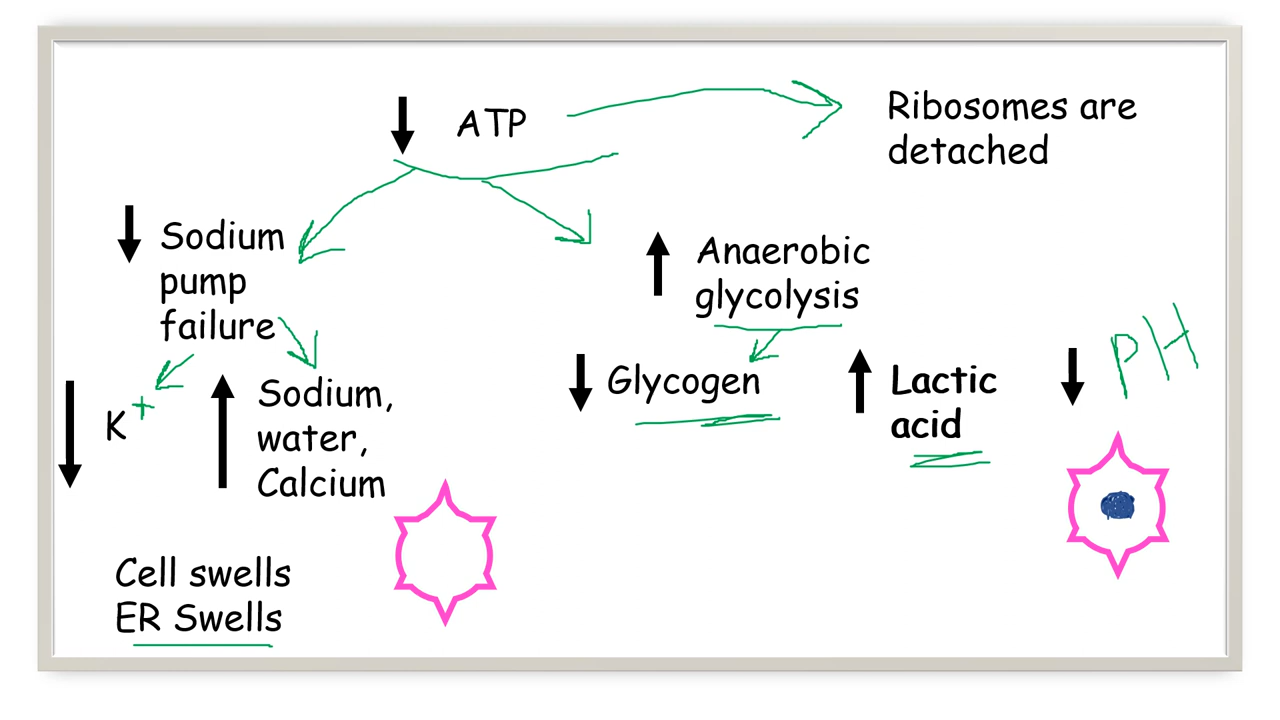 ATP
Ribosomes are
detached
Sodium
pump
failure
Anaerobic
glycolysis
K+
Sodium,
water,
Calcium
Glycogen
Lactic
acid
PH
Cell swells
ER Swells